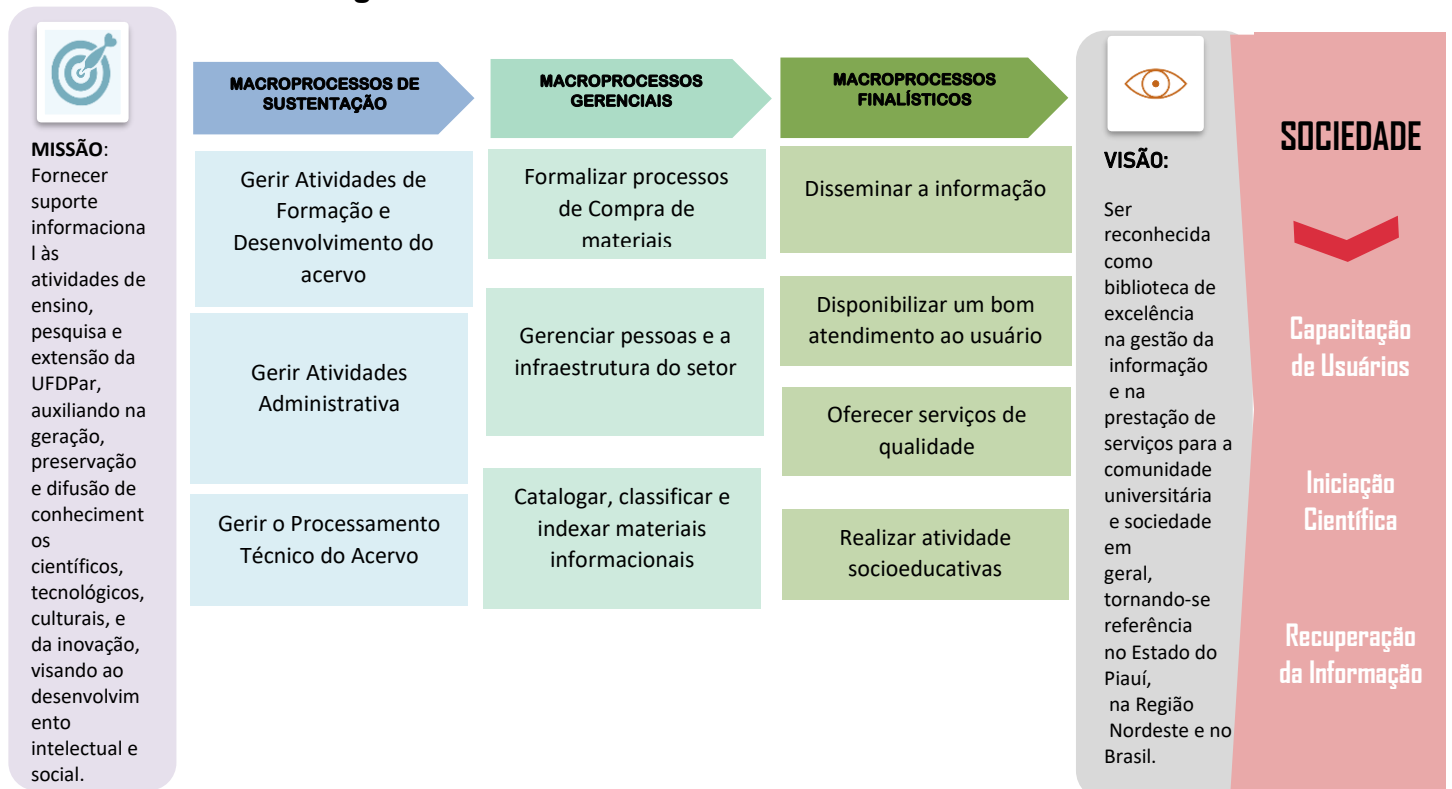 MISSÃO:
Fornecer
suporte
informaciona
l às
atividades de
ensino,
pesquisa e
extensão da
UFDPar,
auxiliando na
geração,
preservação
e difusão de
conheciment
os
científicos,
tecnológicos,
culturais, e
da inovação,
visando ao
desenvolvim
ento
intelectual e
social.
MACROPROCESSOS DE
SUSTENTAÇÃO
Gerir Atividades de
Formação e
Desenvolvimento do
acervo
Gerir Atividades
Administrativa
Gerir o Processamento
Técnico do Acervo
MACROPROCESSOS
GERENCIAIS
Formalizar processos
de Compra de
materiais
Gerenciar pessoas e a
infraestrutura do setor
Catalogar, classificar e
indexar materiais
informacionais
MACROPROCESSOS
FINALÍSTICOS
Disseminar a informação
Disponibilizar um bom
atendimento ao usuário
Oferecer serviços de
qualidade
Realizar atividade
socioeducativas
VISÃO:
Ser
reconhecida
como
biblioteca de
excelência
na gestão da
informação
e na
prestação de
serviços para a
comunidade
universitária
e sociedade
em
geral,
tornando-se
referência
no Estado do
Piauí,
na Região
Nordeste e no
Brasil.
SOCIEDADE
Capacitação
de Usuários
Iniciação
Científica
Recuperação
da Informação